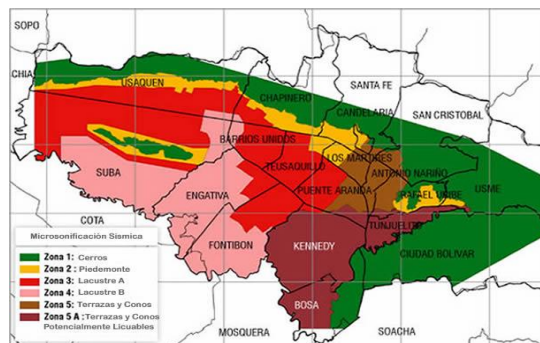 SOPO
CHIA
USAQUEN
SANTA FE
CHAPINERO
CANDELARIA
SAN CRISTOBAL
BARRIOS UNIDOS
LOS MARTIRES
TEUSAQUILLO
ANTONIO NARIÑO
SUBA
ENGATIVA
PUENTE ARANDA
RAFAEL URIBE
USME
COTA
TUNJUELITO
FONTIBON
KENNEDY
CIUDAD BOLIVAR
BOSA
MOSQUERA
SOACHA
Microsonificación Sísmica
Zona 1: Cerros
Zona 2 : Piedemonte
Zona 3: Lacustre A
Zona 4: Lacustre B
Zona 5: Terrazas y Conos
Zona 5 A :Terrazas y Conos
Potencialmente Licuables